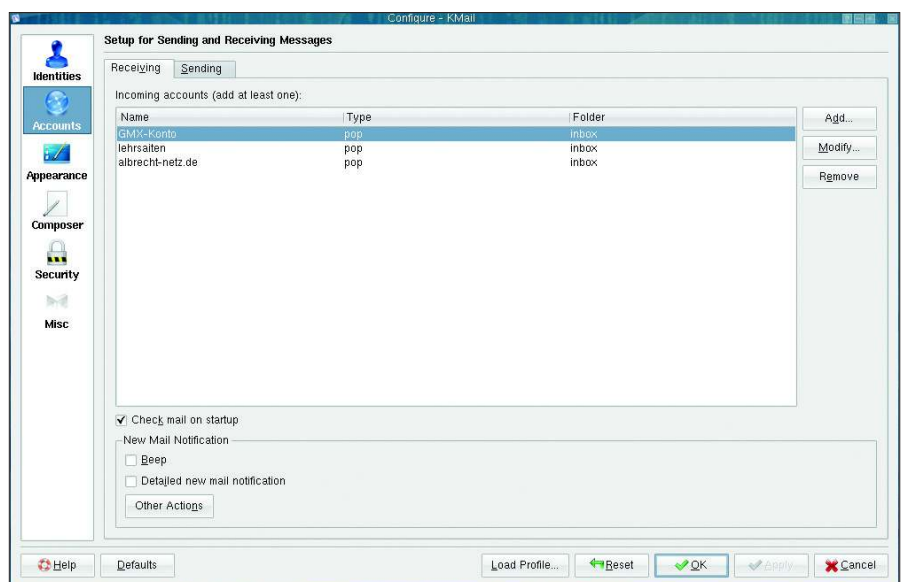 Configure - KMail
Identities
Accounts
Appearance
Composer
Security
Misc
Setup for Sending and Receiving Messages
Receiving Sending
Incoming accounts (add at least one):
Name Type Folder
GMX-Konto pop inbox
lehrsaiten pop inbox
albrecht-netz.de pop inbox
Add...
Modify...
Remove
Check mail on startup
New Mail Notification
Beep
Detailed new mail notification
Other Actions
Help Defaults Load Profile... Reset OK Apply Cancel